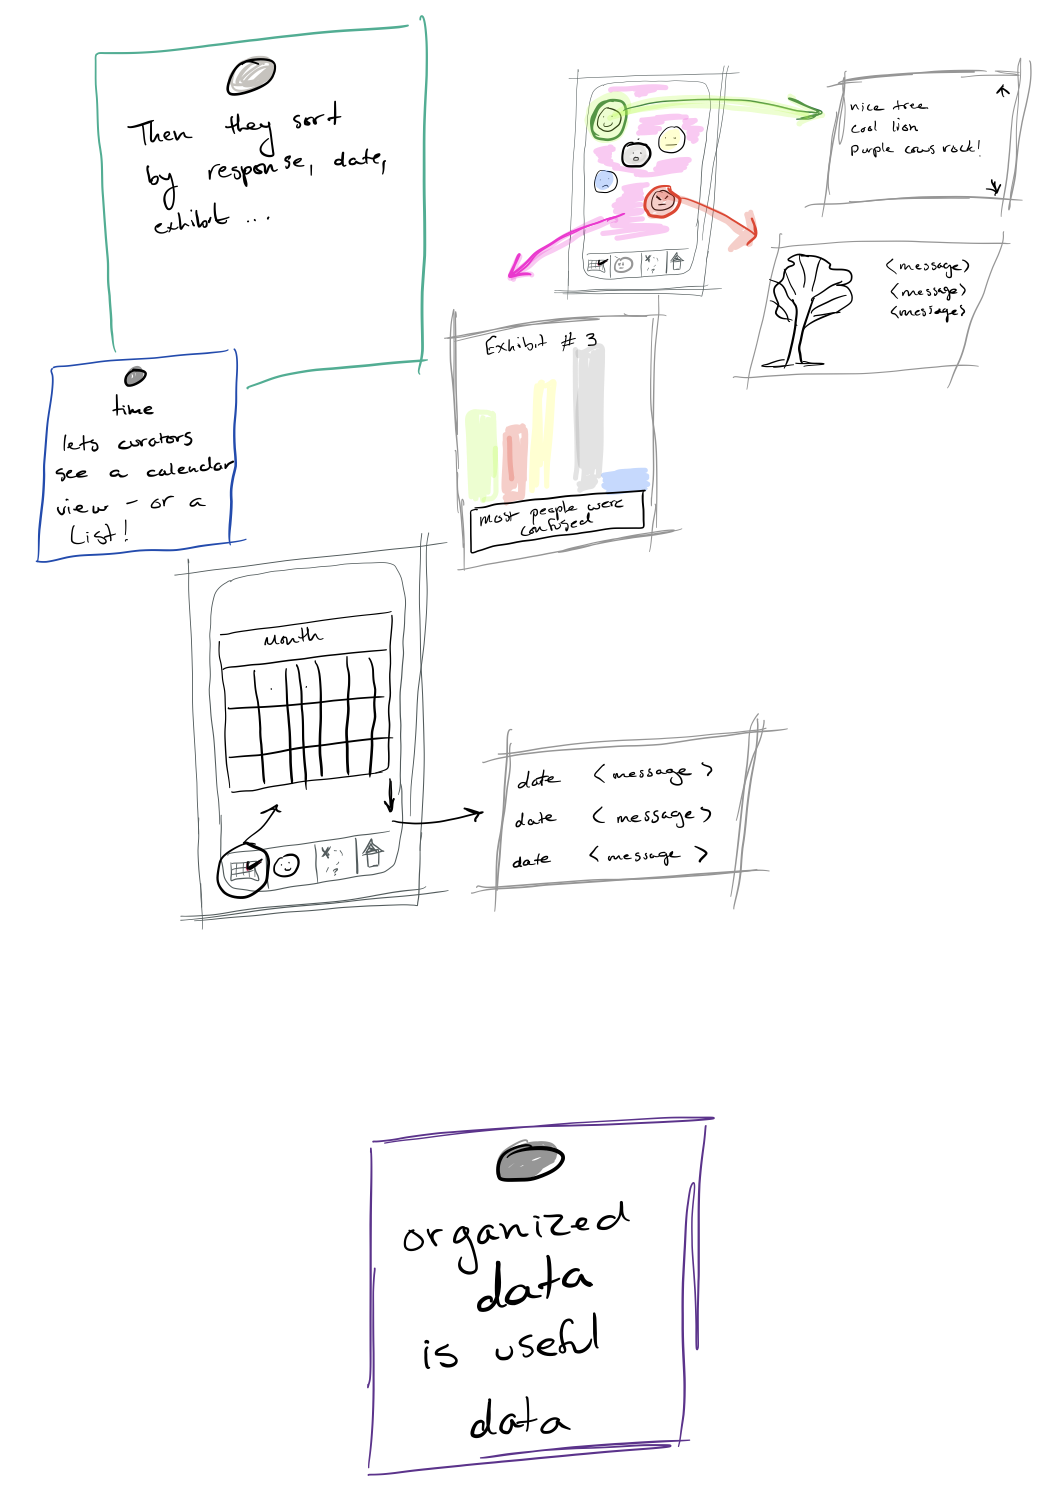 Then they sort
by response, date,
exhibit ...
nice tree
cool lion
Purple cows rock!
<message>
<message>
<message>
Exhibit # 3
most people were
confused
time
lets curators
see a calendar
view - or a
List!
Month
date <message>
date <message>
date <message>
organized
data
is useful
data